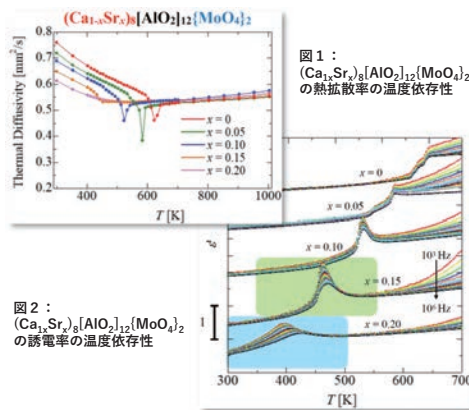 (Ca₁₋ₓSrₓ)₈[AlO₂]₁₂{MoO₄}₂
Thermal Diffusivity [mm²/s]
0.8
0.7
0.6
0.5
0.4
0.3
0.2
x = 0
x = 0.05
x = 0.10
x = 0.15
x = 0.20
400
600
800
1000
T [K]
図1：
(Ca₁ₓSrₓ)₈[AlO₂]₁₂{MoO₄}₂
の熱拡散率の温度依存性
x = 0
x = 0.05
x = 0.10
x = 0.15
x = 0.20
10³ Hz
10⁶ Hz
ε'
1
300
400
500
600
700
T [K]
図2：
(Ca₁ₓSrₓ)₈[AlO₂]₁₂{MoO₄}₂
の誘電率の温度依存性